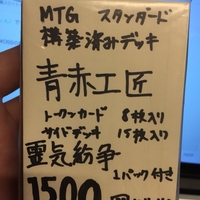 MTG スタンダード
構築済みデッキ
青赤工匠
トークンカード 8枚入り
サイドデッキ 15枚入り
霊気紛争
1パック付き
1500